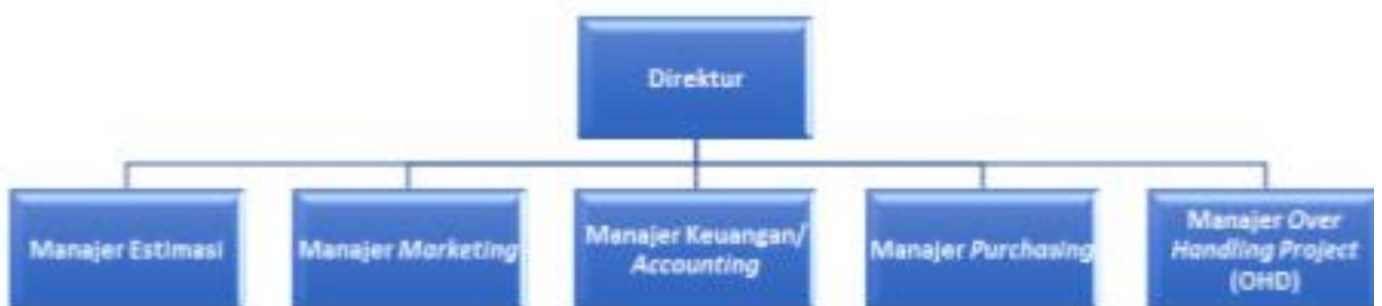 Direktur
Manajer Estimasi
Manajer Marketing
Manajer Keuangan/
Accounting
Manajer Purchasing
Manajer Over
Handling Project
(OHD)